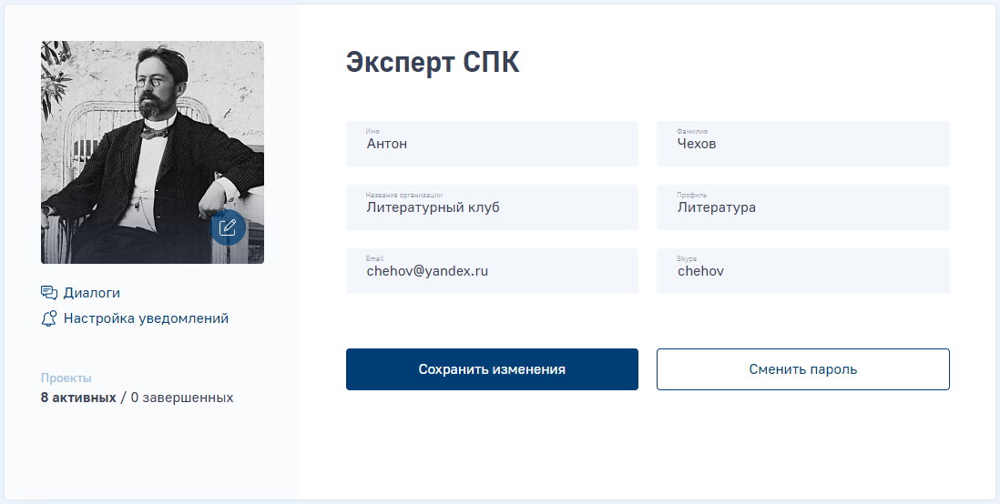 Диалоги
Настройка уведомлений
Проекты
8 активных / 0 завершенных
Эксперт СПК
Имя
Антон
Фамилия
Чехов
Название организации
Литературный клуб
Профиль
Литература
Email
chehov@yandex.ru
Skype
chehov
Сохранить изменения
Сменить пароль